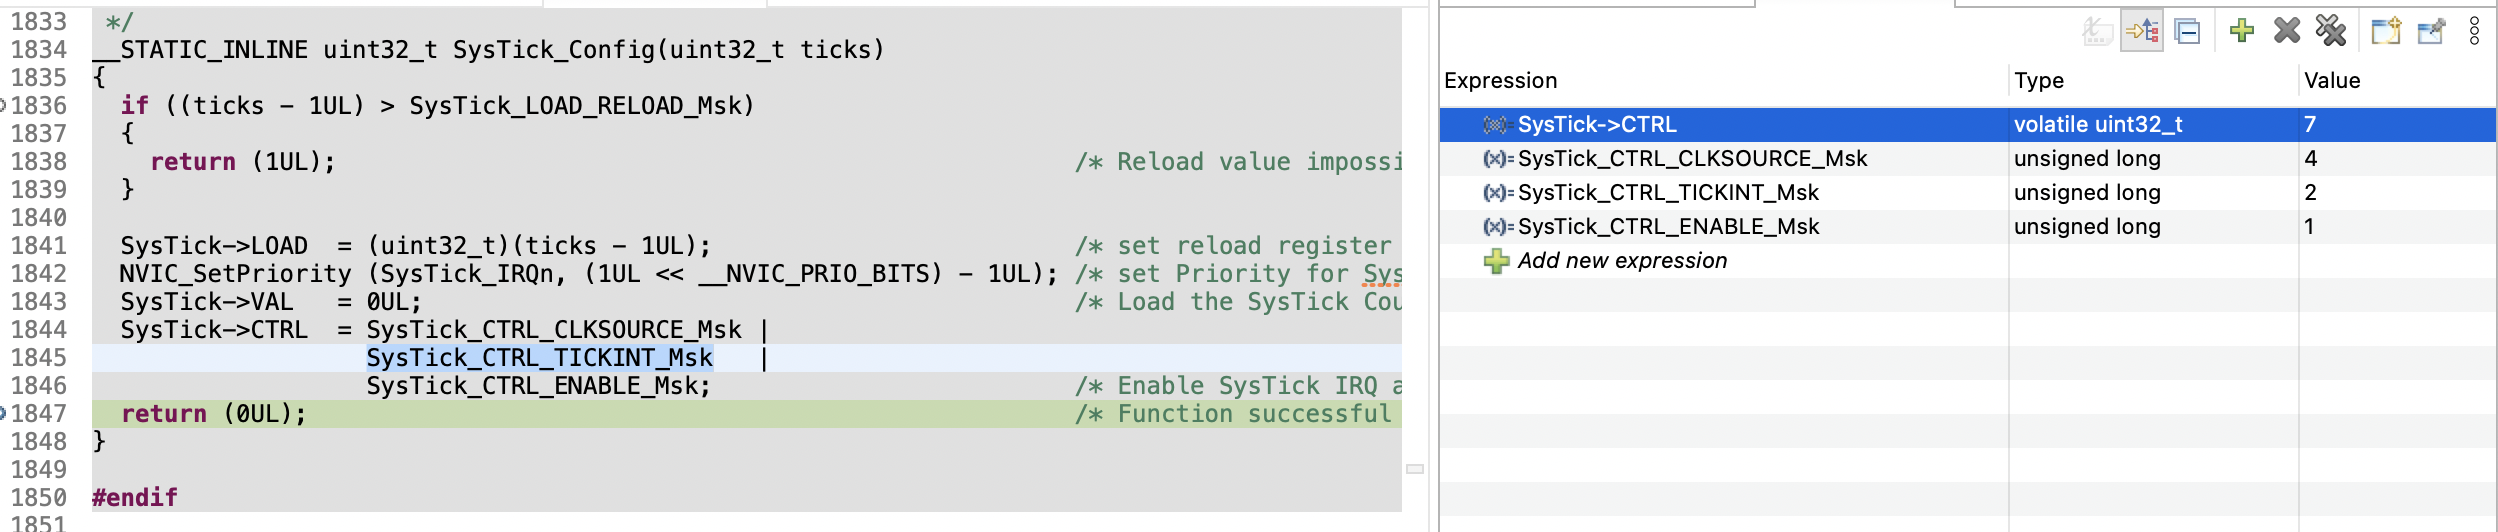 1833 */
1834 __STATIC_INLINE uint32_t SysTick_Config(uint32_t ticks)
1835 {
1836 if ((ticks - 1UL) > SysTick_LOAD_RELOAD_Msk)
1837 {
1838 return (1UL); /* Reload value impossi
1839 }
1840
1841 SysTick->LOAD = (uint32_t)(ticks - 1UL); /* set reload register
1842 NVIC_SetPriority (SysTick_IRQn, (1UL << __NVIC_PRIO_BITS) - 1UL); /* set Priority for Sys
1843 SysTick->VAL = 0UL; /* Load the SysTick Cou
1844 SysTick->CTRL = SysTick_CTRL_CLKSOURCE_Msk |
1845 SysTick_CTRL_TICKINT_Msk |
1846 SysTick_CTRL_ENABLE_Msk; /* Enable SysTick IRQ a
1847 return (0UL); /* Function successful
1848 }
1849
1850 #endif
1851
Expression Type Value
(x)= SysTick->CTRL volatile uint32_t 7
(x)= SysTick_CTRL_CLKSOURCE_Msk unsigned long 4
(x)= SysTick_CTRL_TICKINT_Msk unsigned long 2
(x)= SysTick_CTRL_ENABLE_Msk unsigned long 1
Add new expression